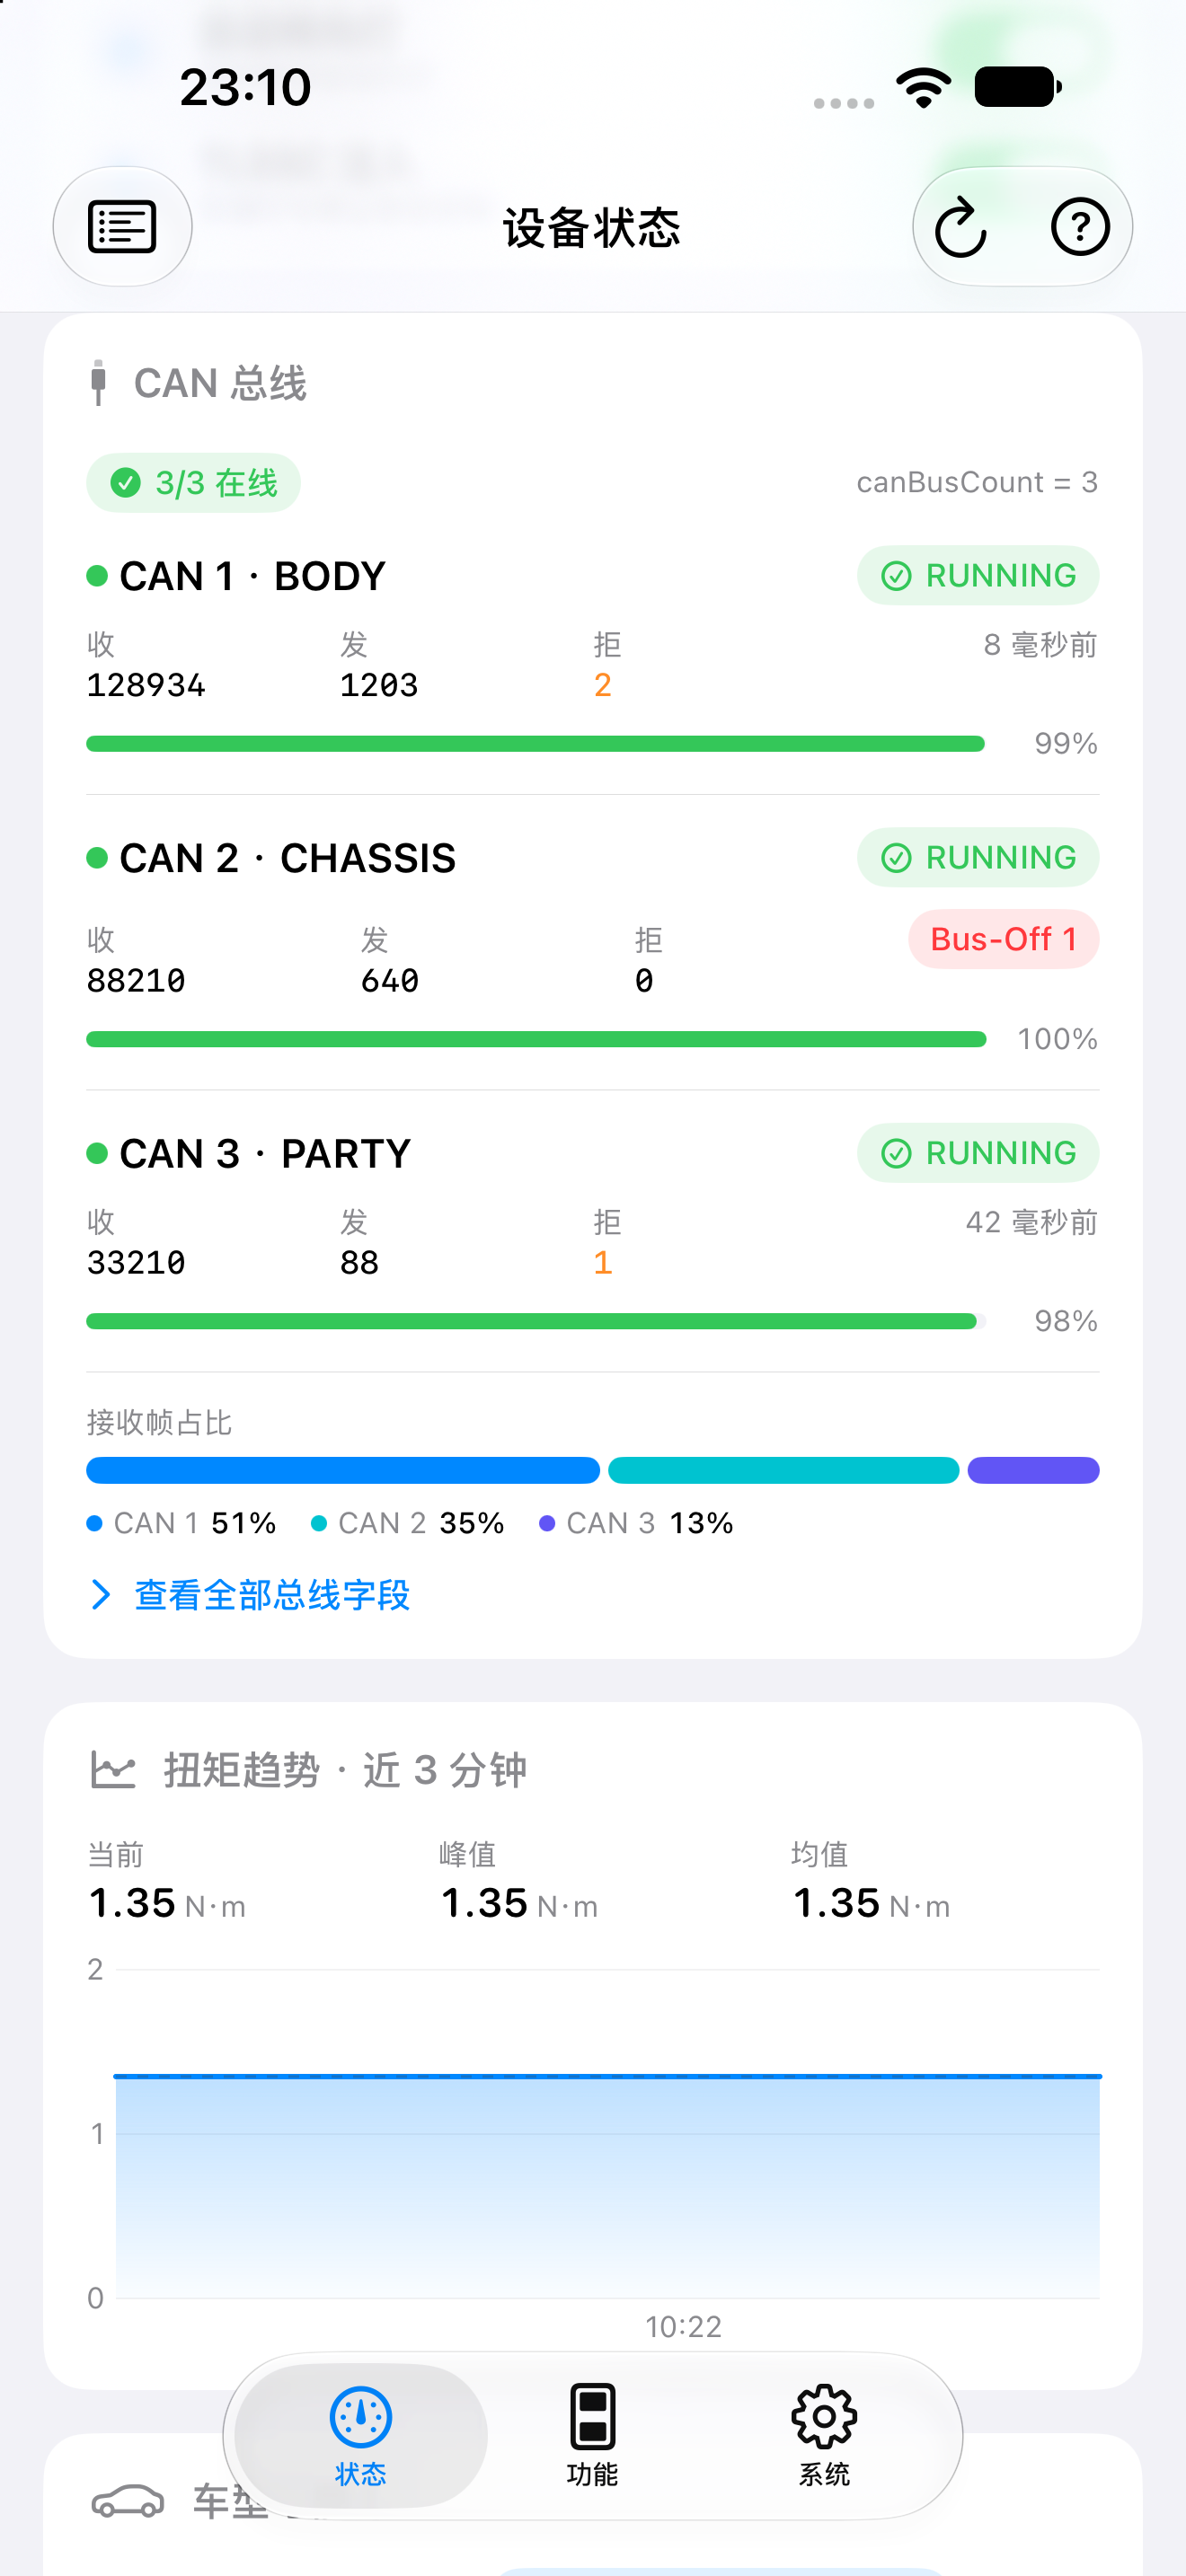 23:10
设备状态
CAN 总线
3/3 在线
canBusCount = 3
CAN 1 · BODY
RUNNING
收 发 拒 8 毫秒前
128934 1203 2
99%
CAN 2 · CHASSIS
RUNNING
收 发 拒 Bus-Off 1
88210 640 0
100%
CAN 3 · PARTY
RUNNING
收 发 拒 42 毫秒前
33210 88 1
98%
接收帧占比
CAN 1 51% CAN 2 35% CAN 3 13%
查看全部总线字段
扭矩趋势 · 近 3 分钟
当前 峰值 均值
1.35 N·m 1.35 N·m 1.35 N·m
2
1
0
10:22
车型
状态 功能 系统